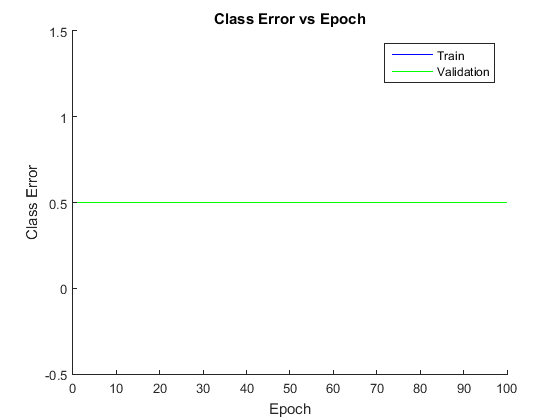 Class Error vs Epoch
Train
Validation
1.5
1
0.5
0
-0.5
Class Error
0 10 20 30 40 50 60 70 80 90 100
Epoch